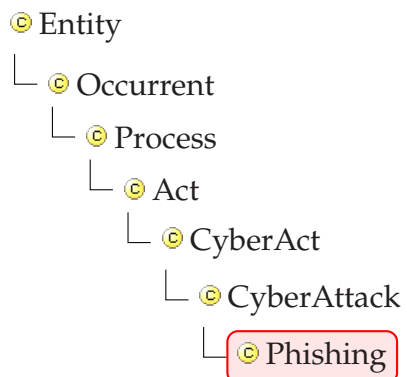 C Entity
C Occurrent
C Process
C Act
C CyberAct
C CyberAttack
C Phishing